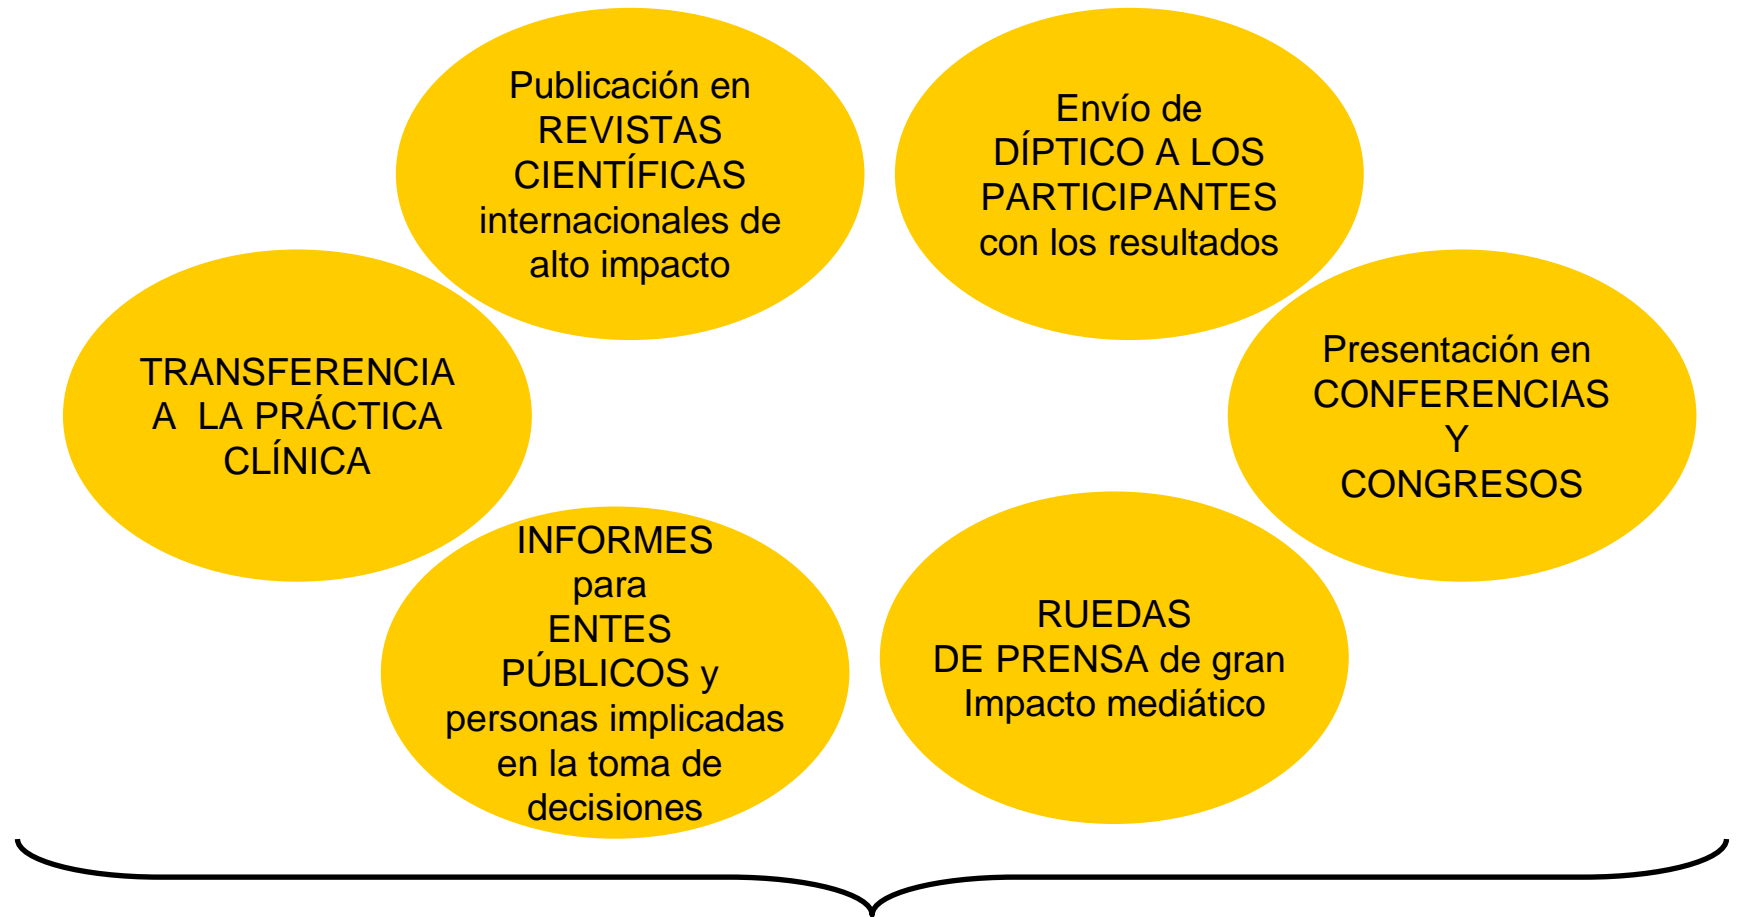 Publicación en
REVISTAS
CIENTÍFICAS
internacionales de
alto impacto
Envío de
DÍPTICO A LOS
PARTICIPANTES
con los resultados
TRANSFERENCIA
A  LA PRÁCTICA
CLÍNICA
Presentación en
CONFERENCIAS
Y
CONGRESOS
INFORMES
para
ENTES
PÚBLICOS y
personas implicadas
en la toma de
decisiones
RUEDAS
DE PRENSA de gran
Impacto mediático